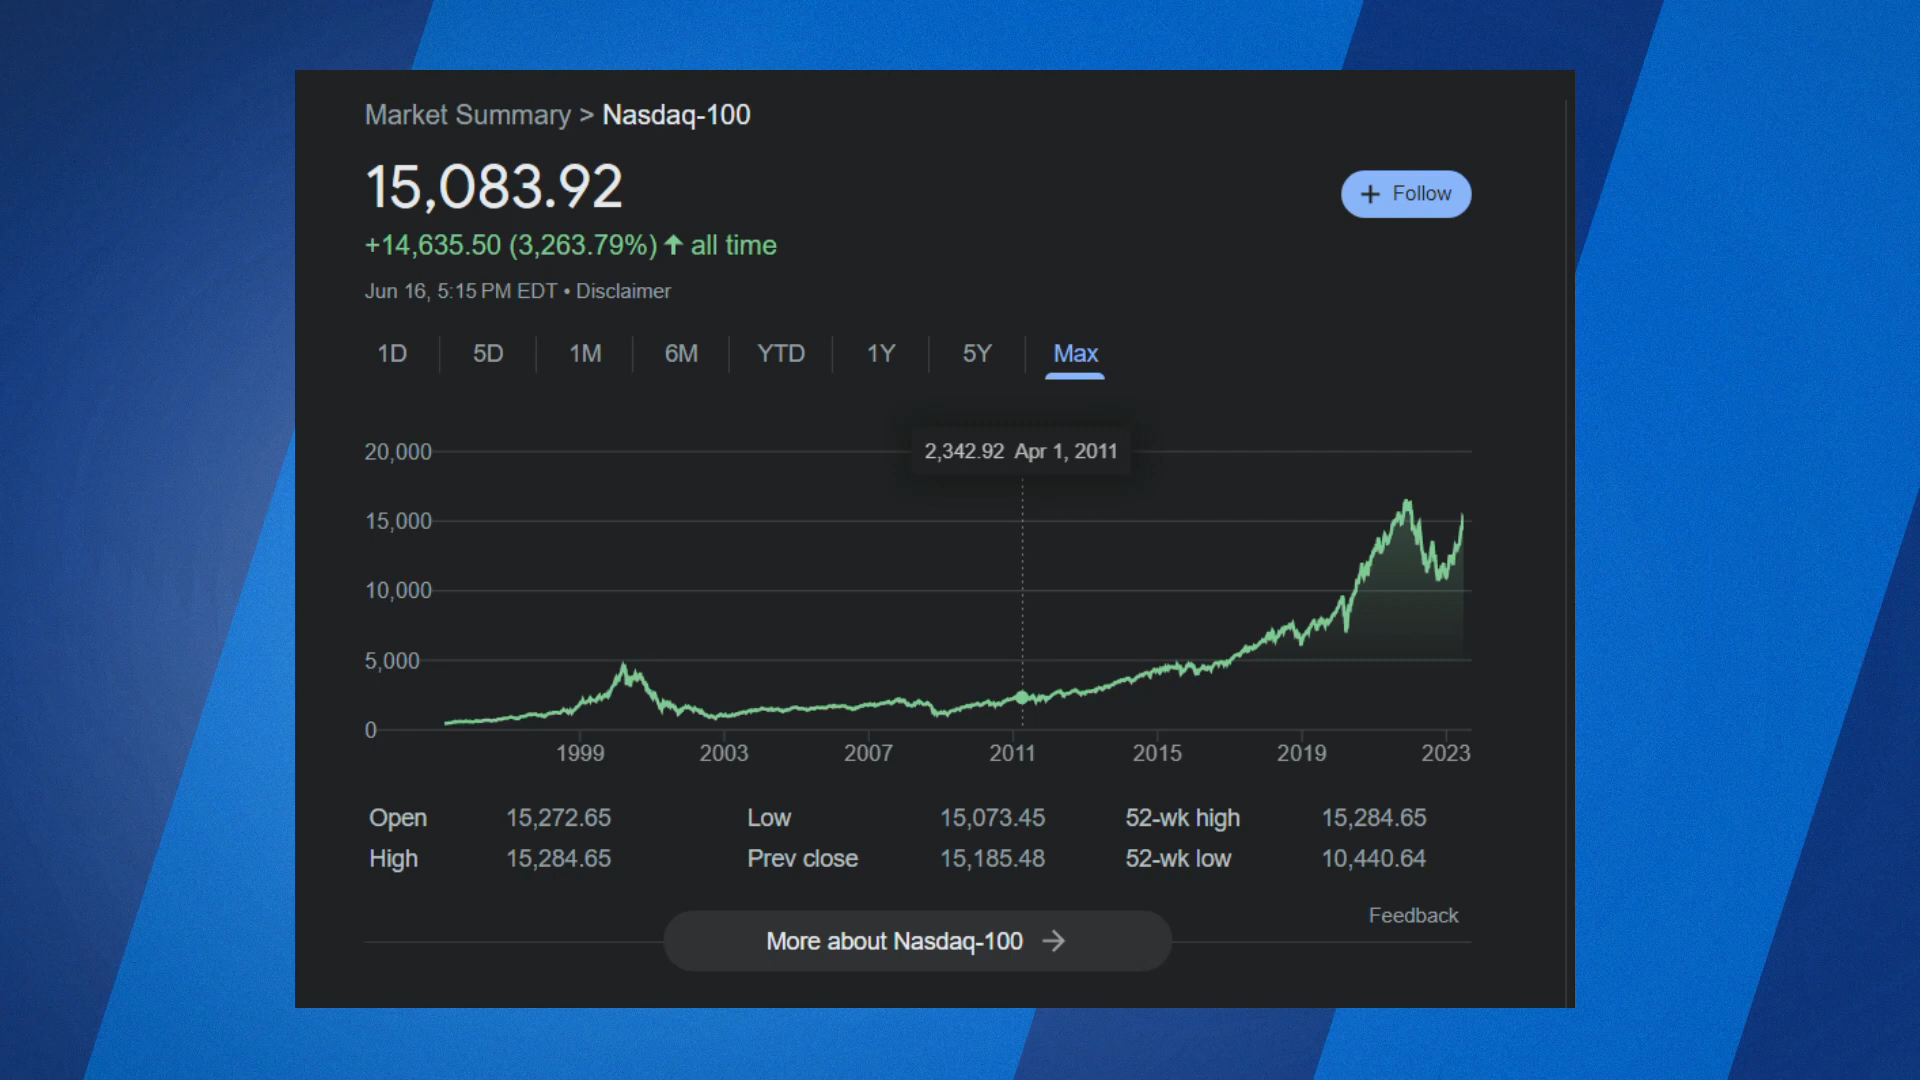 Market Summary > Nasdaq-100
15,083.92
+ Follow
+14,635.50 (3,263.79%) ↑ all time
Jun 16, 5:15 PM EDT • Disclaimer
1D 5D 1M 6M YTD 1Y 5Y Max
2,342.92 Apr 1, 2011
20,000
15,000
10,000
5,000
0
1999 2003 2007 2011 2015 2019 2023
Open 15,272.65 Low 15,073.45 52-wk high 15,284.65
High 15,284.65 Prev close 15,185.48 52-wk low 10,440.64
Feedback
More about Nasdaq-100 →